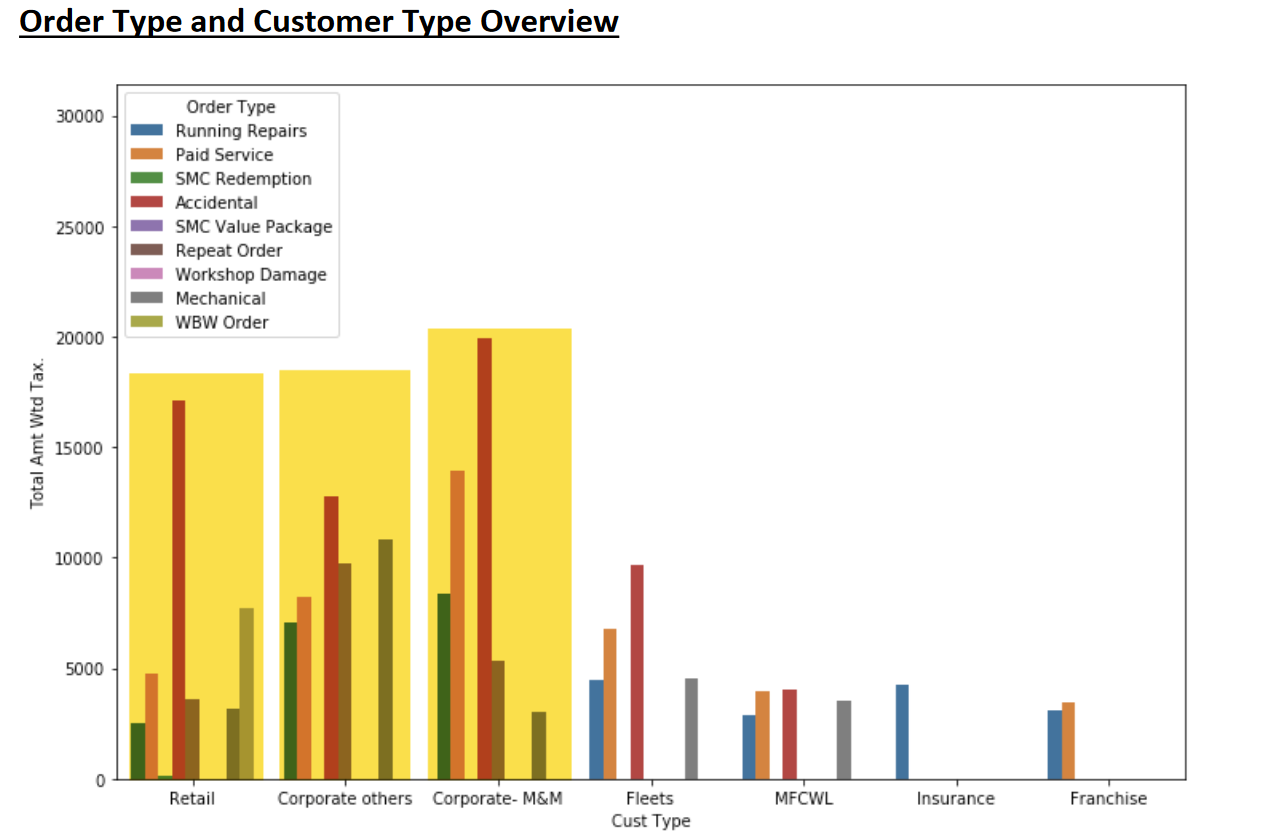 Order Type and Customer Type Overview
Order Type
Running Repairs
Paid Service
SMC Redemption
Accidental
SMC Value Package
Repeat Order
Workshop Damage
Mechanical
WBW Order
30000
25000
20000
15000
10000
5000
0
Total Amt Wtd Tax.
Retail
Corporate others
Corporate- M&M
Fleets
MFCWL
Insurance
Franchise
Cust Type